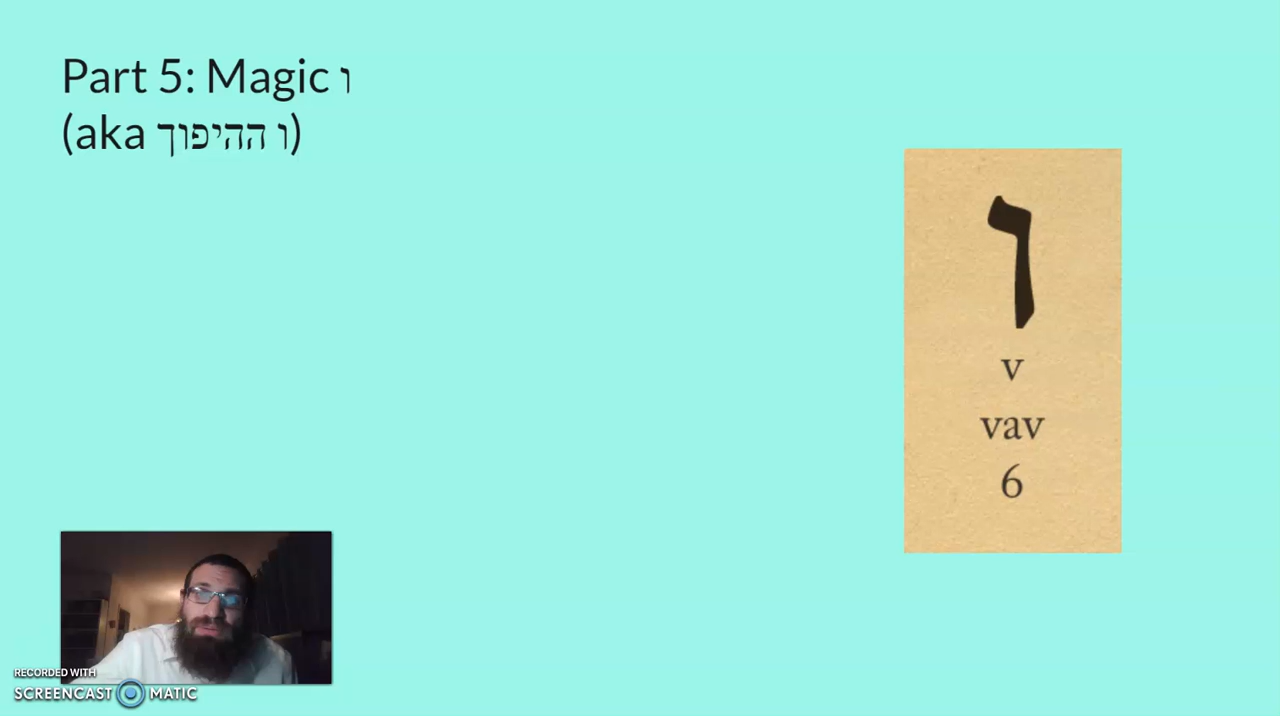 Part 5: Magic ו
(aka ו ההיפוך)
ו
v
vav
6
RECORDED WITH
SCREENCAST MATIC